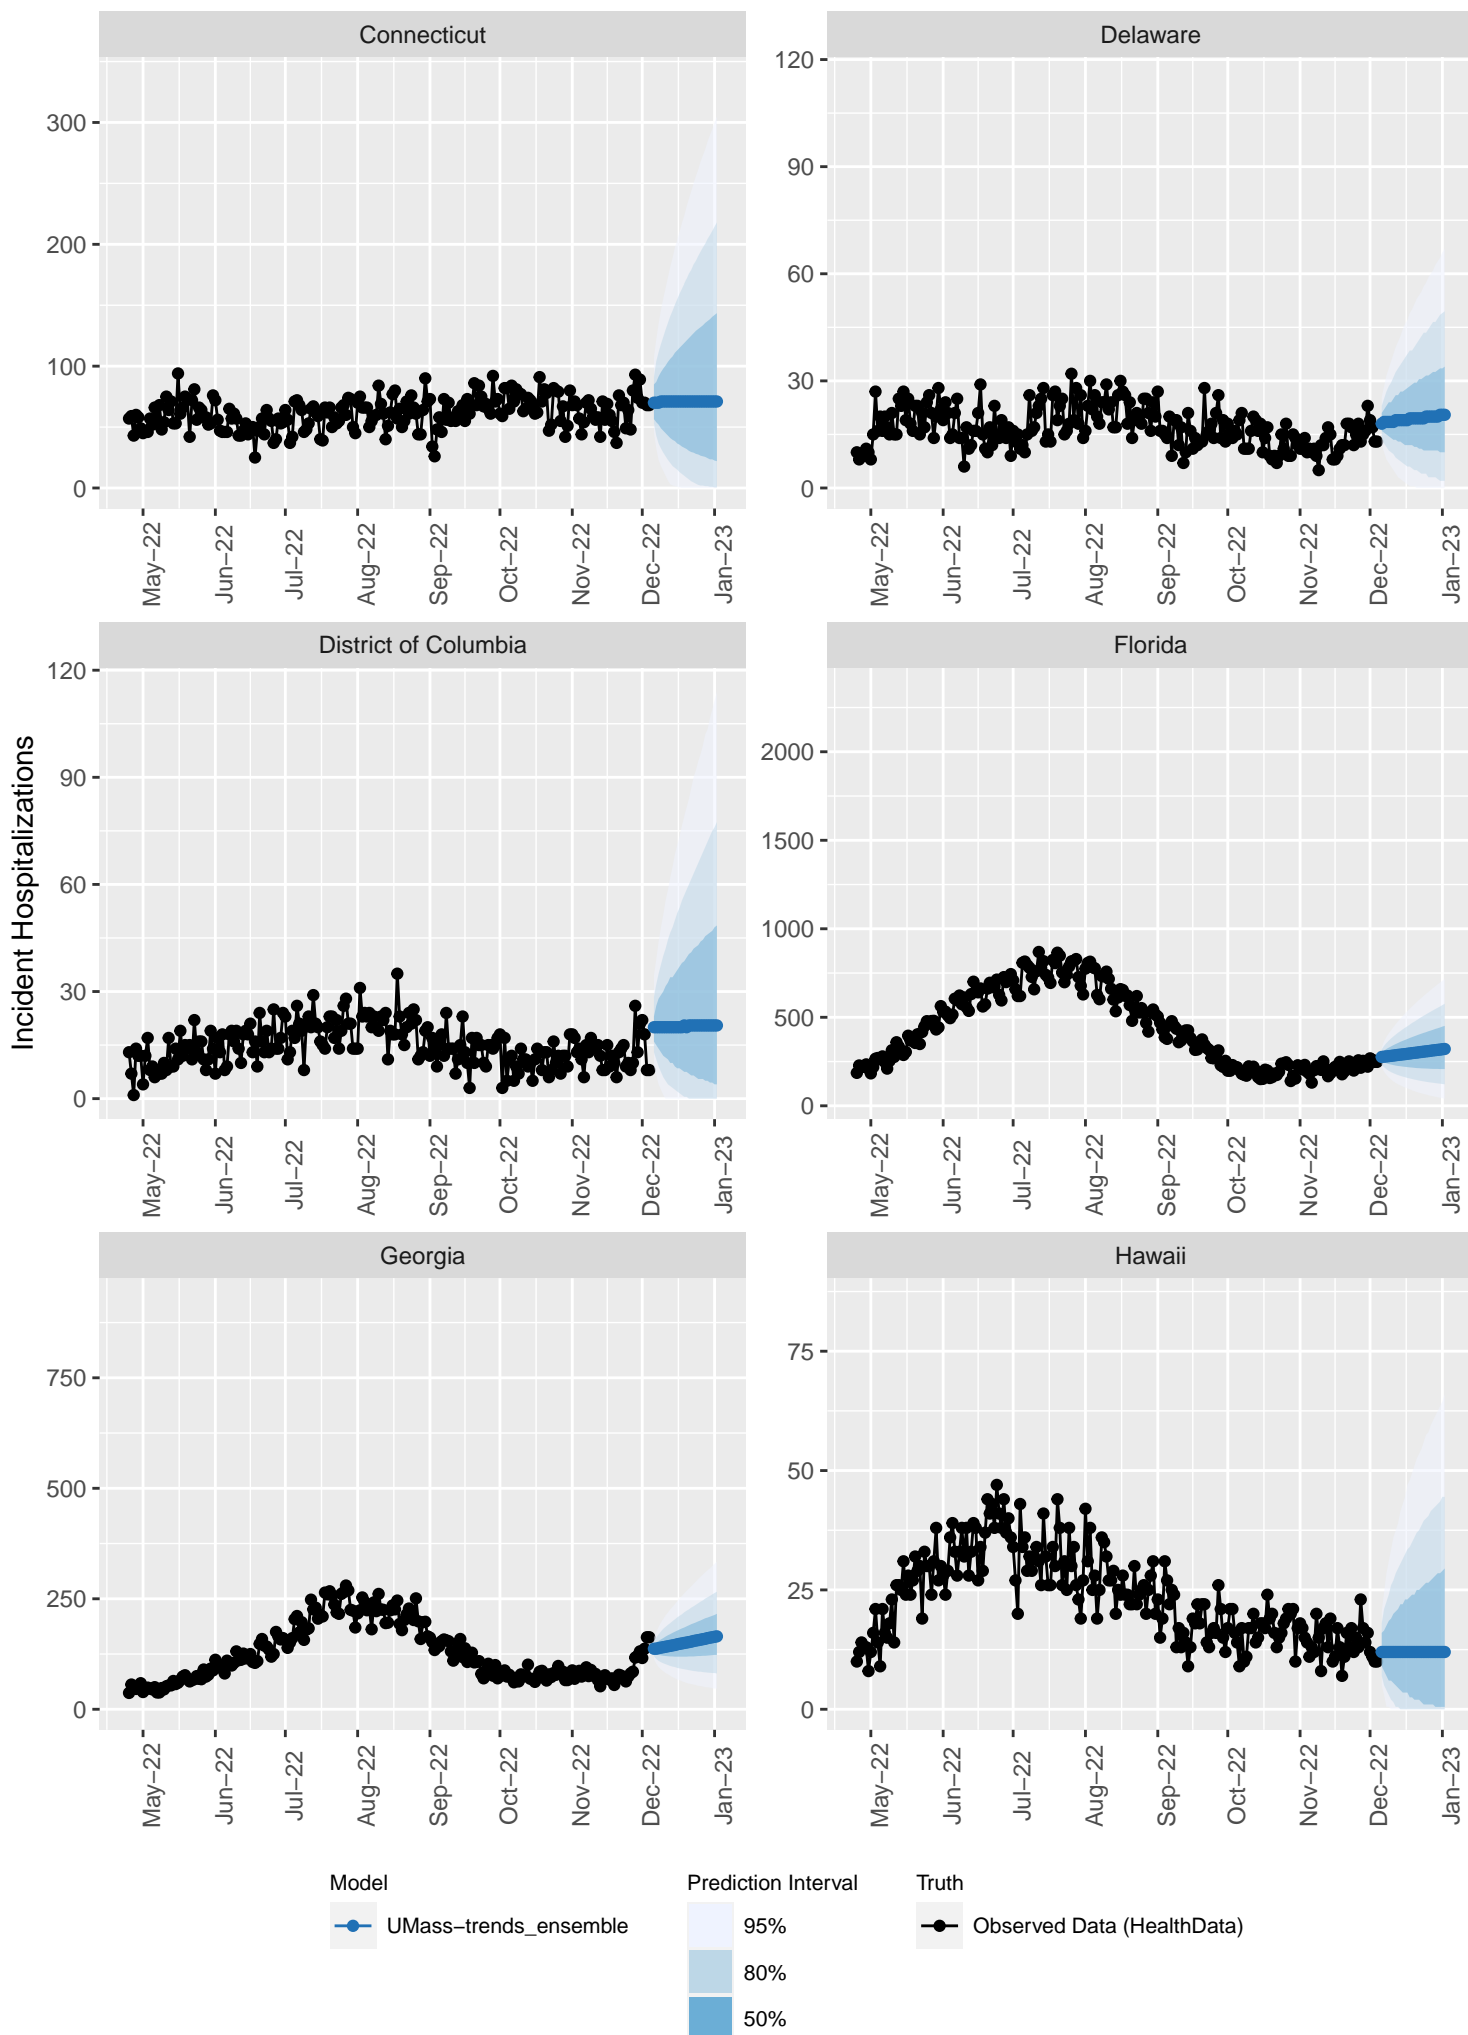 Connecticut
Delaware
300
200
100
0
120
90
60
30
0
May−22
Jun−22
Jul−22
Aug−22
Sep−22
Oct−22
Nov−22
Dec−22
Jan−23
May−22
Jun−22
Jul−22
Aug−22
Sep−22
Oct−22
Nov−22
Dec−22
Jan−23
Incident Hospitalizations
District of Columbia
Florida
120
90
60
30
0
2000
1500
1000
500
0
May−22
Jun−22
Jul−22
Aug−22
Sep−22
Oct−22
Nov−22
Dec−22
Jan−23
May−22
Jun−22
Jul−22
Aug−22
Sep−22
Oct−22
Nov−22
Dec−22
Jan−23
Georgia
Hawaii
750
500
250
0
75
50
25
0
May−22
Jun−22
Jul−22
Aug−22
Sep−22
Oct−22
Nov−22
Dec−22
Jan−23
May−22
Jun−22
Jul−22
Aug−22
Sep−22
Oct−22
Nov−22
Dec−22
Jan−23
Model
UMass−trends_ensemble
Prediction Interval
95%
80%
50%
Truth
Observed Data (HealthData)